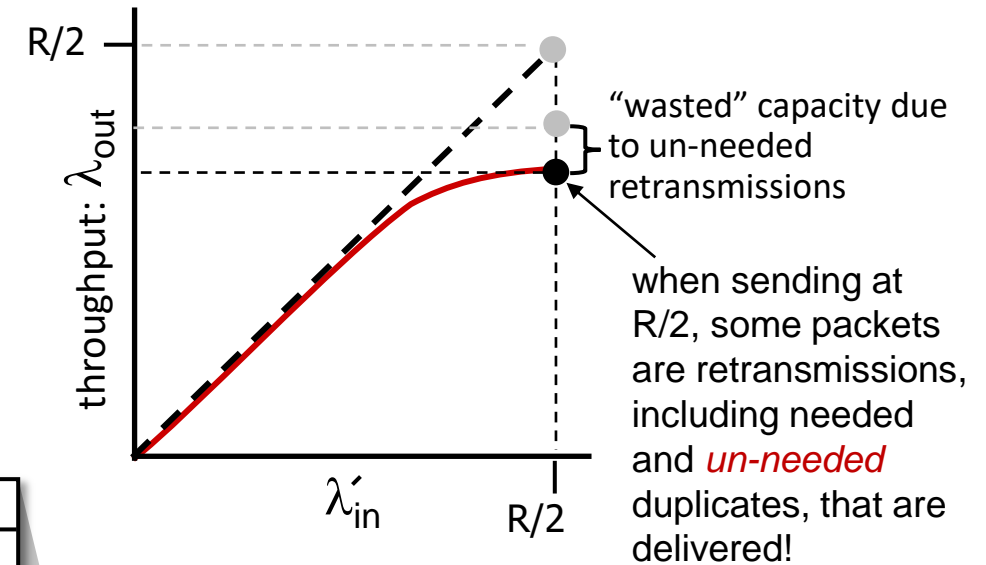 R/2
throughput: λout
“wasted” capacity due
to un-needed
retransmissions
when sending at
R/2, some packets
are retransmissions,
including needed
and un-needed
duplicates, that are
delivered!
λ′in
R/2